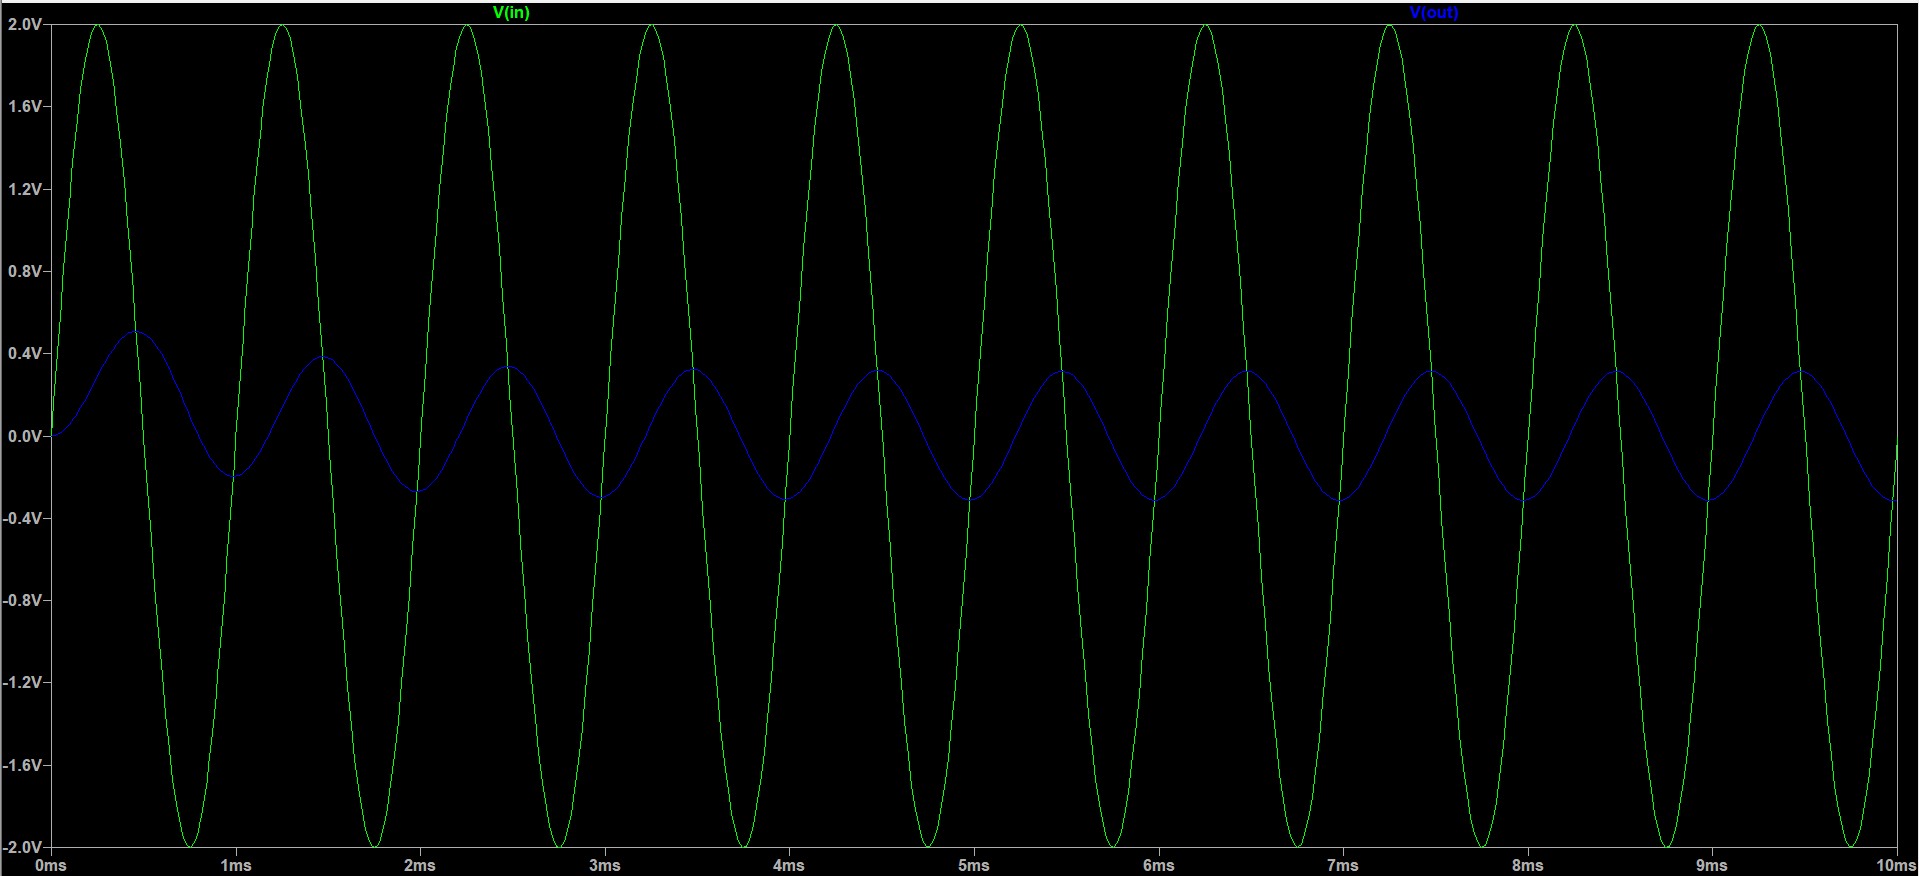 V(in) V(out)
2.0V
1.6V
1.2V
0.8V
0.4V
0.0V
-0.4V
-0.8V
-1.2V
-1.6V
-2.0V
0ms 1ms 2ms 3ms 4ms 5ms 6ms 7ms 8ms 9ms 10ms